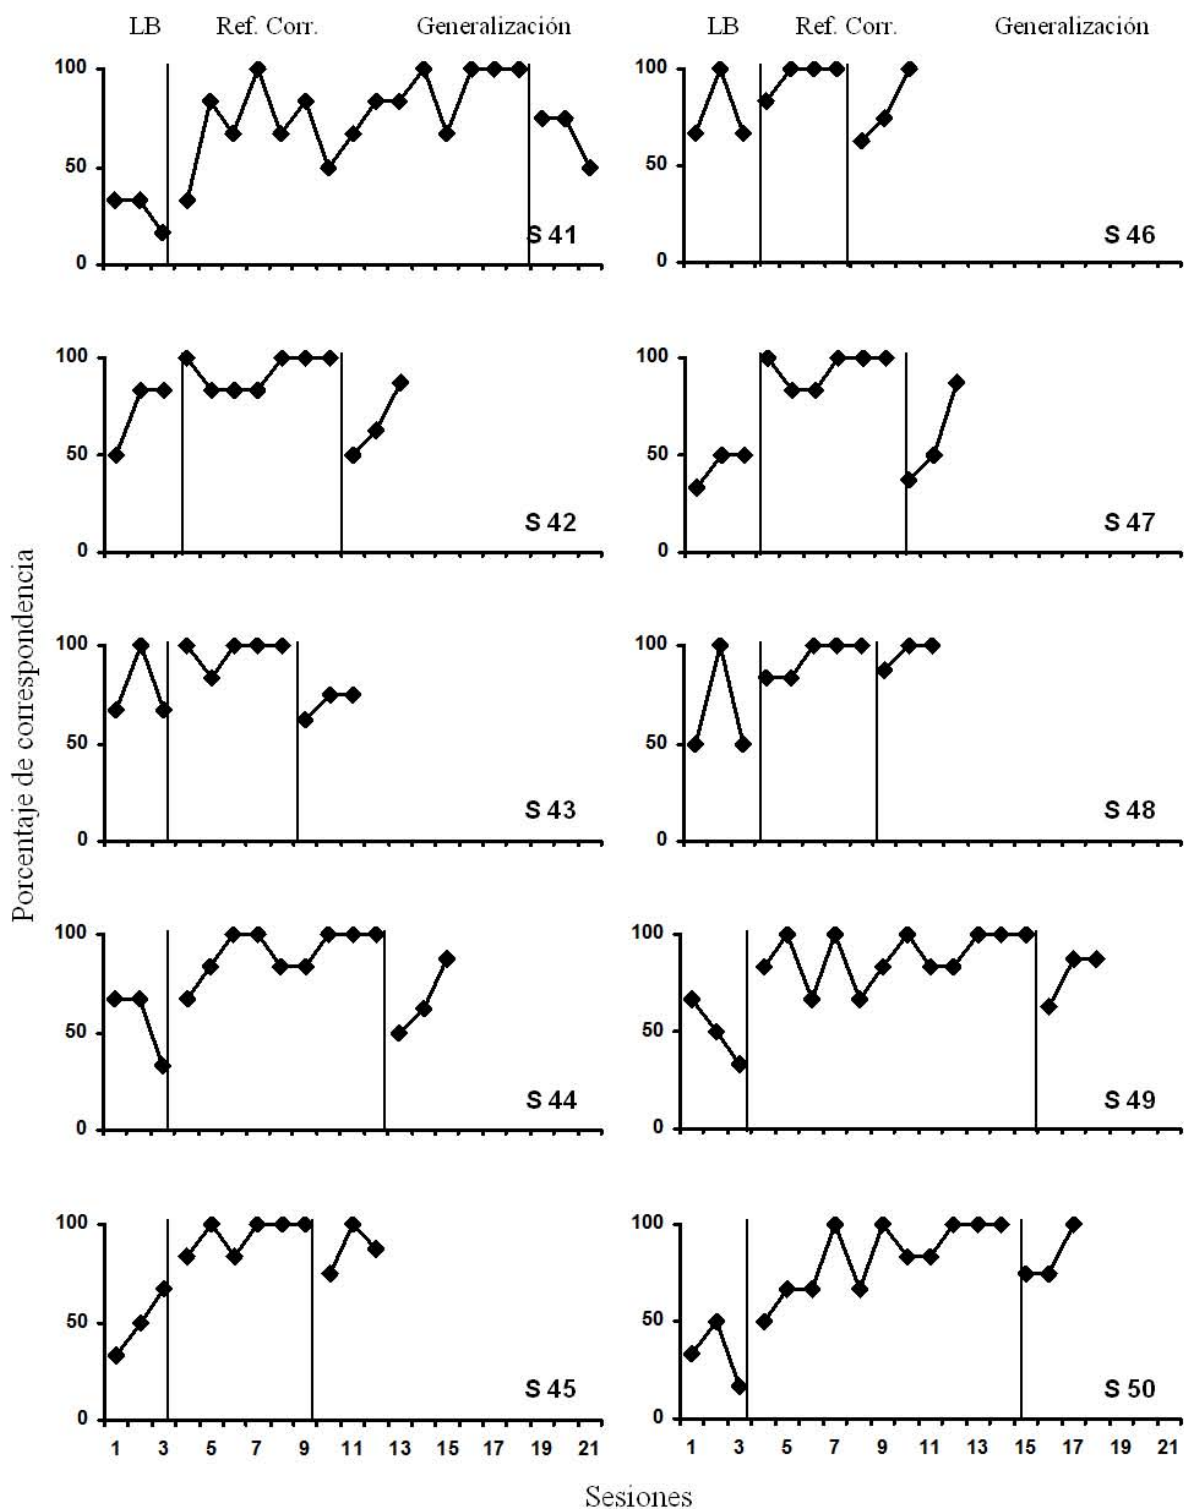 LB Ref. Corr. Generalización LB Ref. Corr. Generalización
100 100
50 50
S 41 S 46
0 0
100 100
50 50
S 42 S 47
0 0
Porcentaje de correspondencia
100 100
50 50
S 43 S 48
0 0
100 100
50 50
S 44 S 49
0 0
100 100
50 50
S 45 S 50
0 0
1 3 5 7 9 11 13 15 17 19 21 1 3 5 7 9 11 13 15 17 19 21
Sesiones